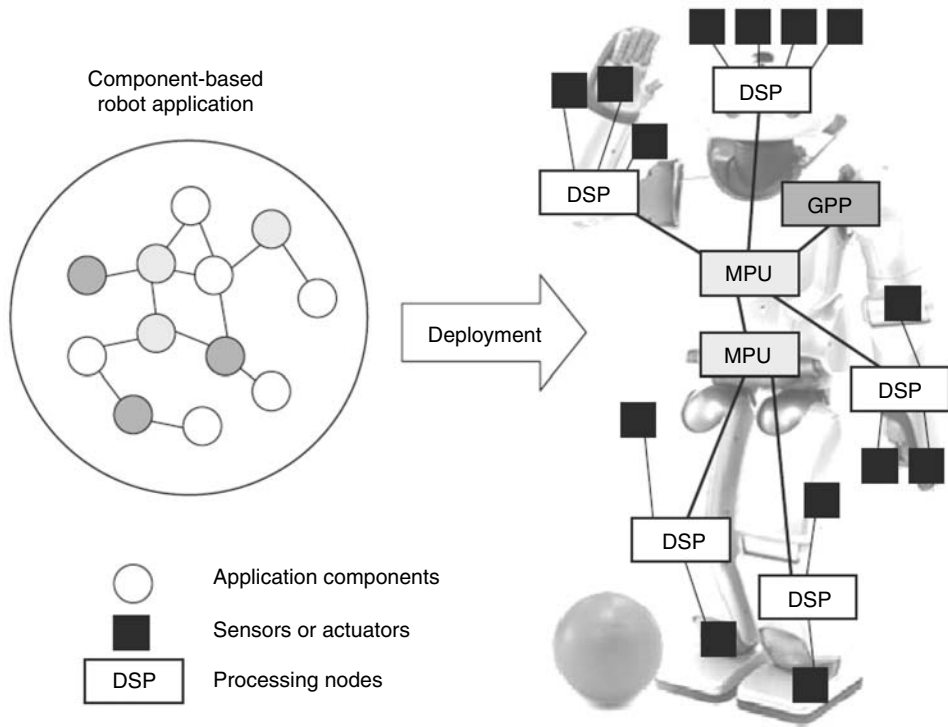 Component-based
robot application
Deployment
Application components
Sensors or actuators
DSP
Processing nodes
DSP
DSP
GPP
MPU
MPU
DSP
DSP
DSP